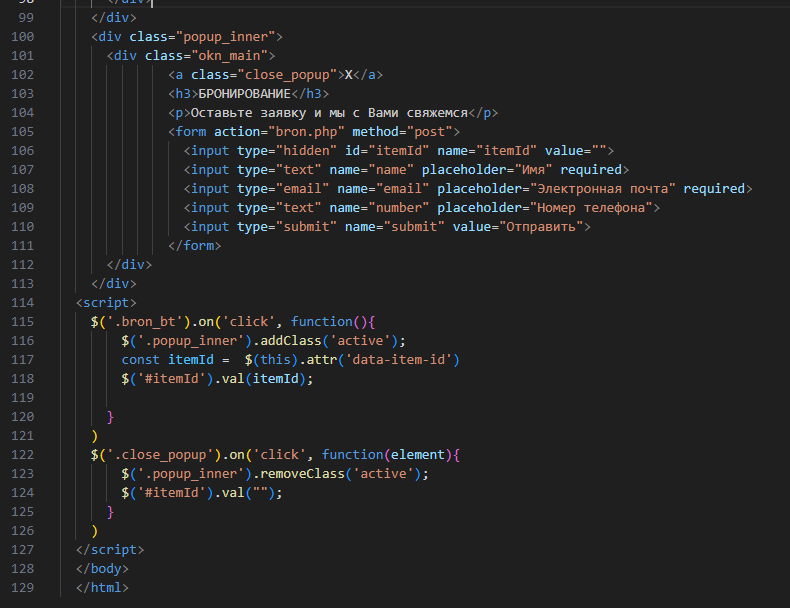 98 </div>
99 </div>
100 <div class="popup_inner">
101 <div class="okn_main">
102 <a class="close_popup">X</a>
103 <h3>БРОНИРОВАНИЕ</h3>
104 <p>Оставьте заявку и мы с Вами свяжемся</p>
105 <form action="bron.php" method="post">
106 <input type="hidden" id="itemId" name="itemId" value="">
107 <input type="text" name="name" placeholder="Имя" required>
108 <input type="email" name="email" placeholder="Электронная почта" required>
109 <input type="text" name="number" placeholder="Номер телефона">
110 <input type="submit" name="submit" value="Отправить">
111 </form>
112 </div>
113 </div>
114 <script>
115 $('.bron_bt').on('click', function(){
116 $('.popup_inner').addClass('active');
117 const itemId =  $(this).attr('data-item-id')
118 $('#itemId').val(itemId);
119
120 }
121 )
122 $('.close_popup').on('click', function(element){
123 $('.popup_inner').removeClass('active');
124 $('#itemId').val("");
125 }
126 )
127 </script>
128 </body>
129 </html>